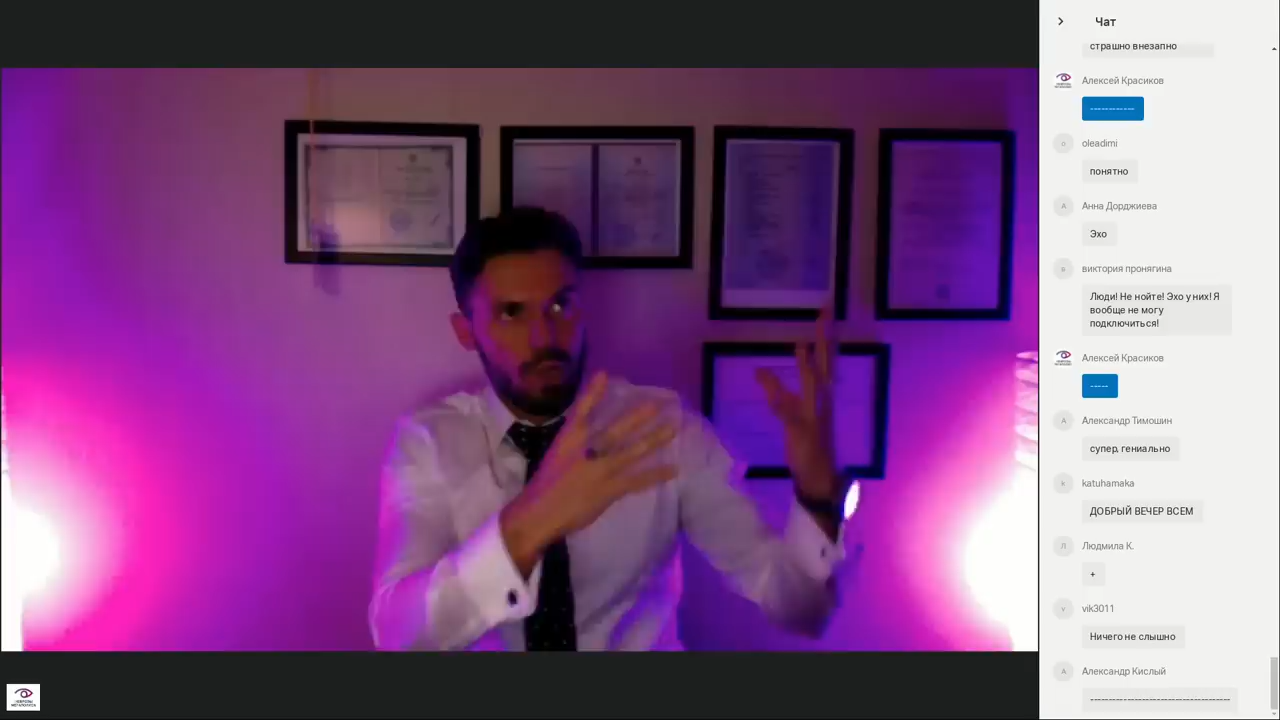 Чат
страшно внезапно
Алексей Красиков
-------------
oleadimi
понятно
Анна Дорджиева
Эхо
виктория пронягина
Люди! Не нойте! Эхо у них! Я
вообще не могу
подключиться!
Алексей Красиков
-----
Александр Тимошин
супер, гениально
katuhamaka
ДОБРЫЙ ВЕЧЕР ВСЕМ
Людмила К.
+
vik3011
Ничего не слышно
Александр Кислый
----------------------------------------